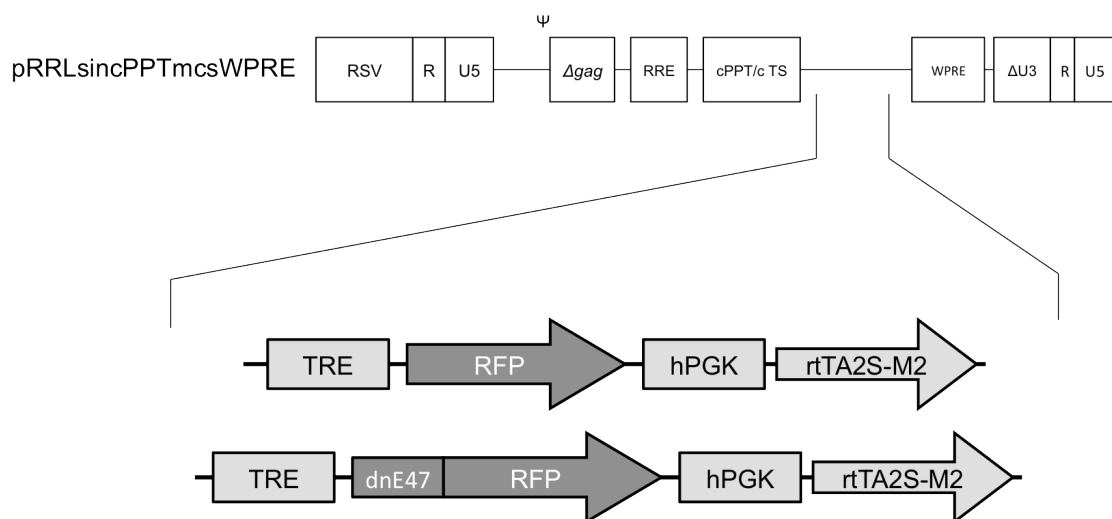 Ψ
pRRLsincPPTmcsWPRE RSV R U5 Δgag RRE cPPT/c TS WPRE ΔU3 R U5
TRE RFP hPGK rtTA2S-M2
TRE dnE47 RFP hPGK rtTA2S-M2